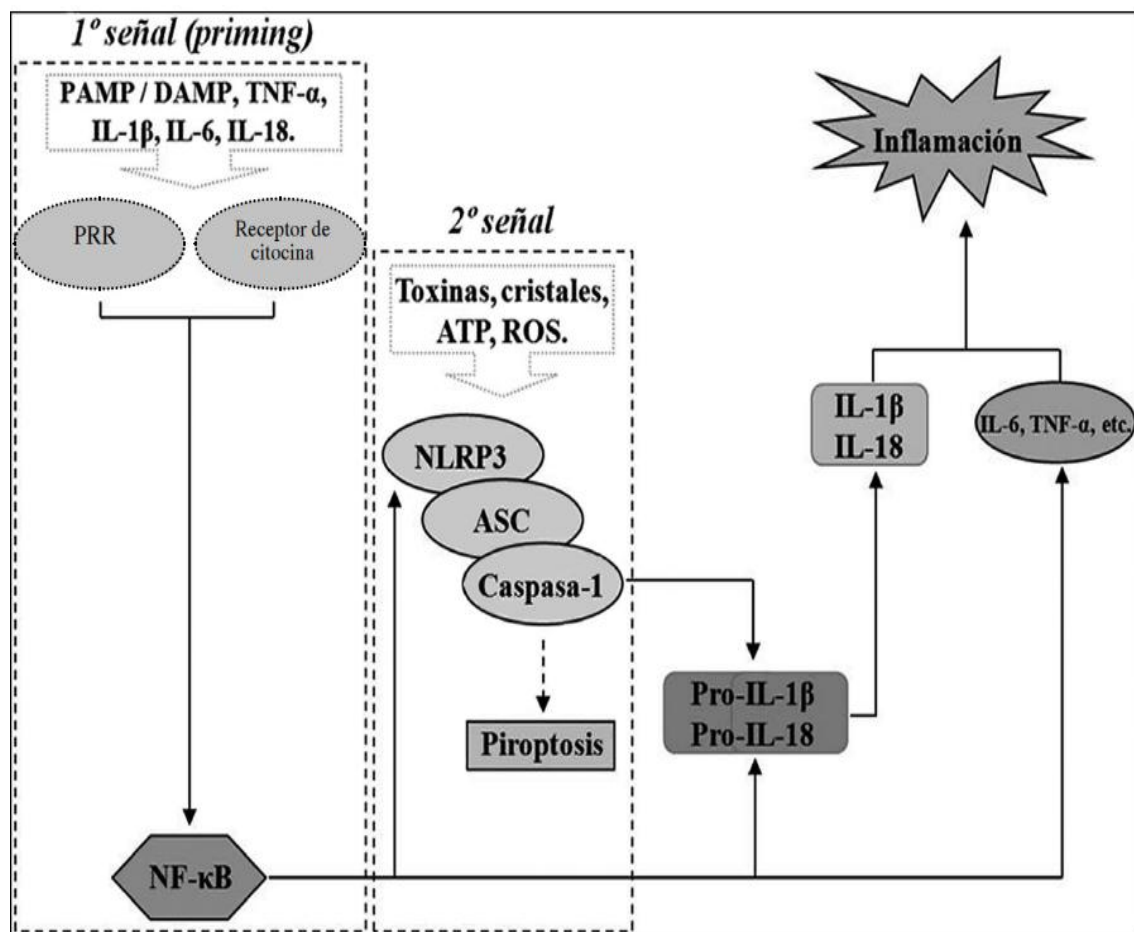 1º señal (priming)
PAMP / DAMP, TNF-α,
IL-1β, IL-6, IL-18.
PRR
Receptor de
citocina
2º señal
Toxinas, cristales,
ATP, ROS.
NLRP3
ASC
Caspasa-1
Piroptosis
NF-κB
Pro-IL-1β
Pro-IL-18
IL-1β
IL-18
IL-6, TNF-α, etc.
Inflamación